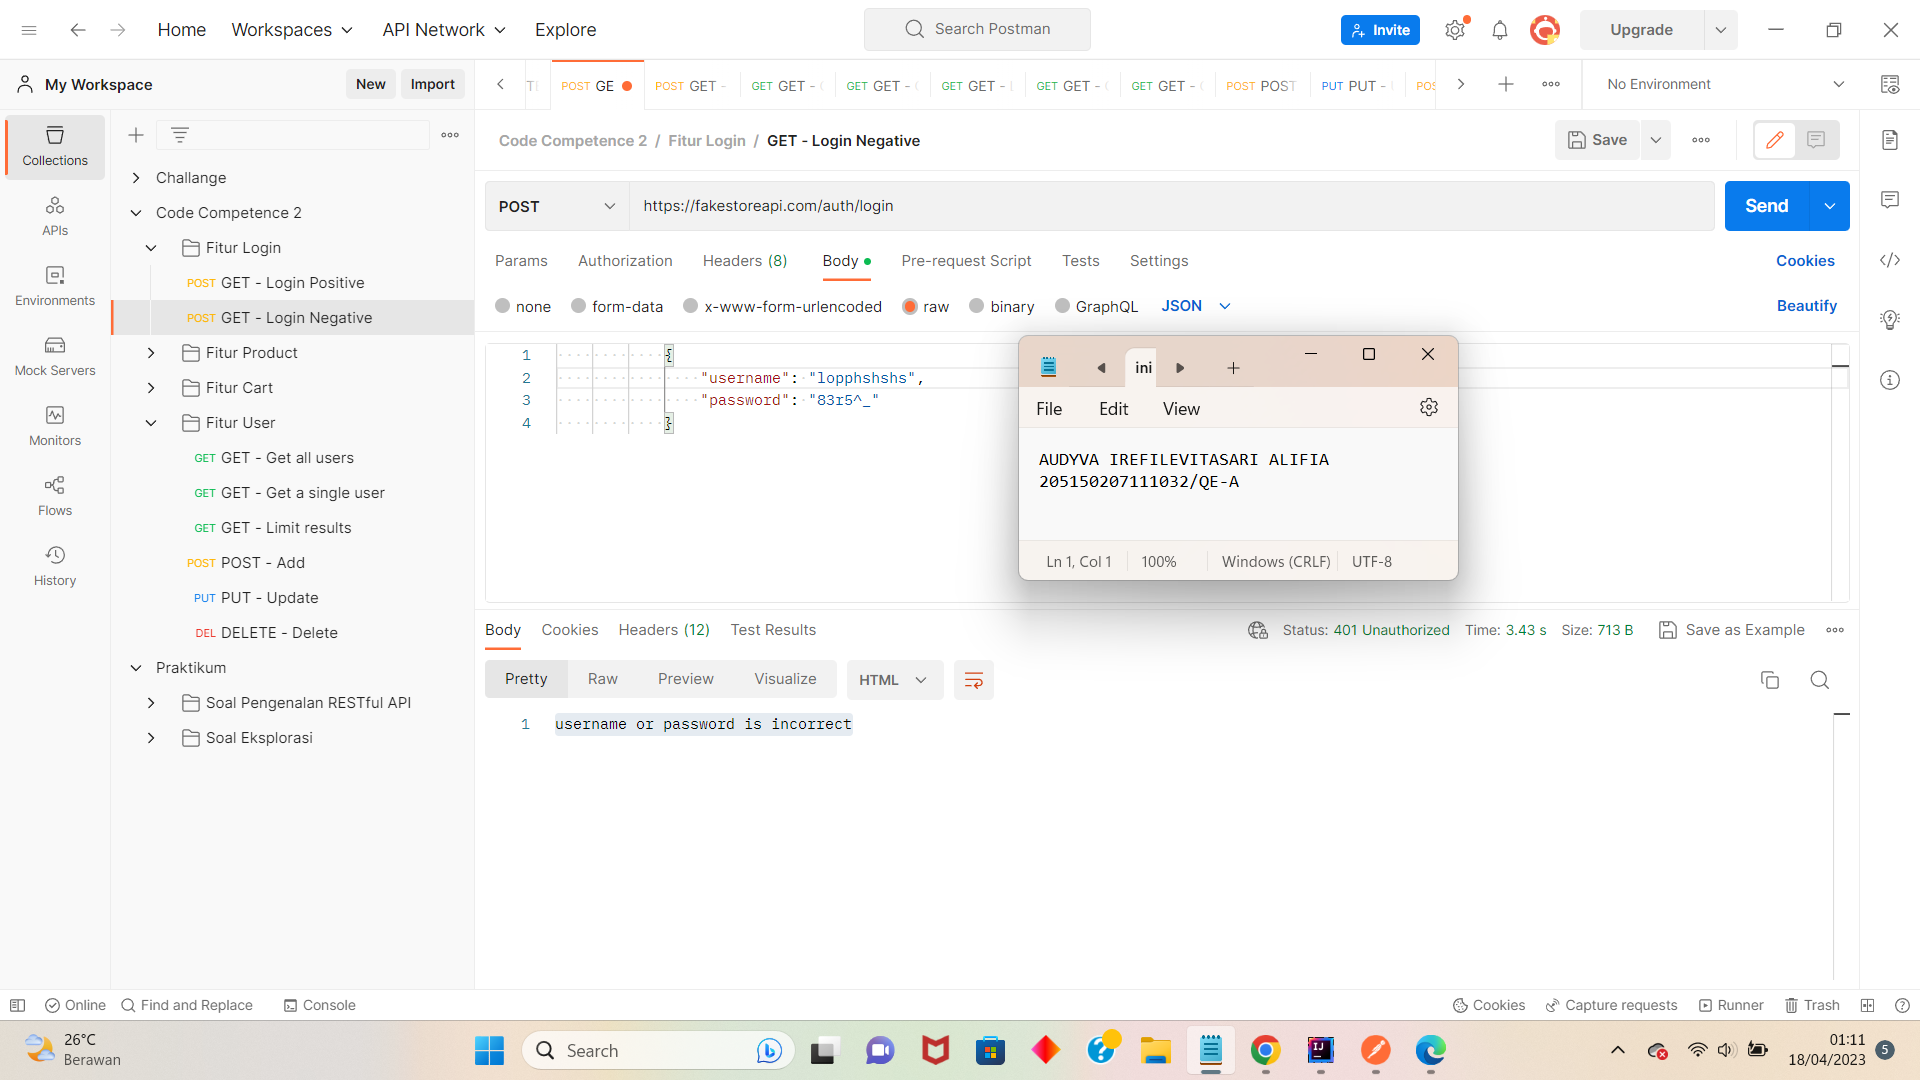 Home
Workspaces
API Network
Explore
Search Postman
Invite
Upgrade
My Workspace
New
Import
POST GE
POST GET -
GET GET -
GET GET -
GET GET -
GET GET -
GET GET -
POST POST
PUT PUT -
No Environment
Collections
APIs
Environments
Mock Servers
Monitors
Flows
History
Challange
Code Competence 2
Fitur Login
POST GET - Login Positive
POST GET - Login Negative
Fitur Product
Fitur Cart
Fitur User
GET GET - Get all users
GET GET - Get a single user
GET GET - Limit results
POST POST - Add
PUT PUT - Update
DEL DELETE - Delete
Praktikum
Soal Pengenalan RESTful API
Soal Eksplorasi
Code Competence 2 / Fitur Login / GET - Login Negative
Save
POST
https://fakestoreapi.com/auth/login
Send
Params Authorization Headers (8) Body Pre-request Script Tests Settings
Cookies
none form-data x-www-form-urlencoded raw binary GraphQL JSON
Beautify
1 {
2 "username": "lopphshshs",
3 "password": "83r5^_"
4 }
ini
File Edit View
AUDYVA IREFILEVITASARI ALIFIA
205150207111032/QE-A
Ln 1, Col 1 100% Windows (CRLF) UTF-8
Body Cookies Headers (12) Test Results
Status: 401 Unauthorized Time: 3.43 s Size: 713 B
Save as Example
Pretty Raw Preview Visualize HTML
1 username or password is incorrect
Online Find and Replace Console
Cookies Capture requests Runner Trash
26°C
Berawan
Search
01:11
18/04/2023
5